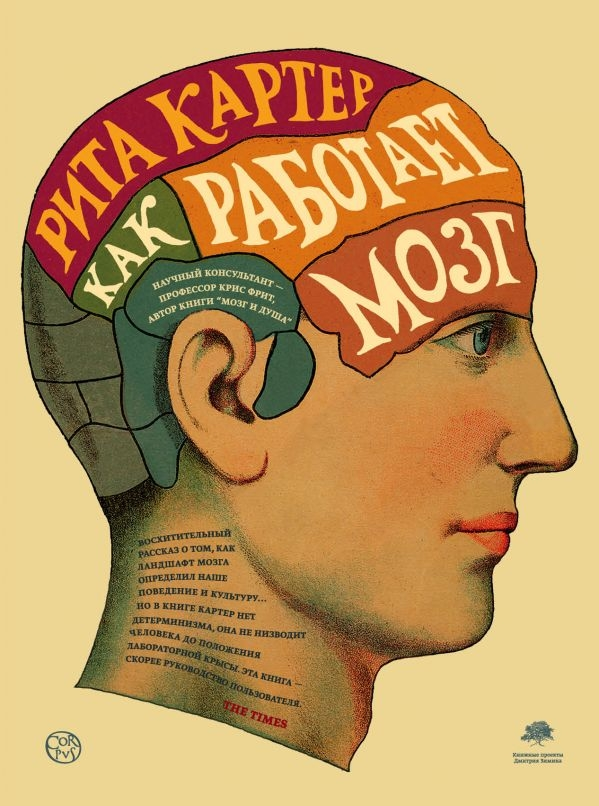 РИТА КАРТЕР
КАК
РАБОТАЕТ
МОЗГ
НАУЧНЫЙ КОНСУЛЬТАНТ —
ПРОФЕССОР КРИС ФРИТ,
АВТОР КНИГИ “МОЗГ И ДУША”
ВОСХИТИТЕЛЬНЫЙ
РАССКАЗ О ТОМ, КАК
ЛАНДШАФТ МОЗГА
ОПРЕДЕЛИЛ НАШЕ
ПОВЕДЕНИЕ И КУЛЬТУРУ...
НО В КНИГЕ КАРТЕР НЕТ
ДЕТЕРМИНИЗМА, ОНА НЕ НИЗВОДИТ
ЧЕЛОВЕКА ДО ПОЛОЖЕНИЯ
ЛАБОРАТОРНОЙ КРЫСЫ. ЭТА КНИГА —
СКОРЕЕ РУКОВОДСТВО ПОЛЬЗОВАТЕЛЯ.
THE TIMES
COR
PVS
Книжные проекты
Дмитрия Зимина